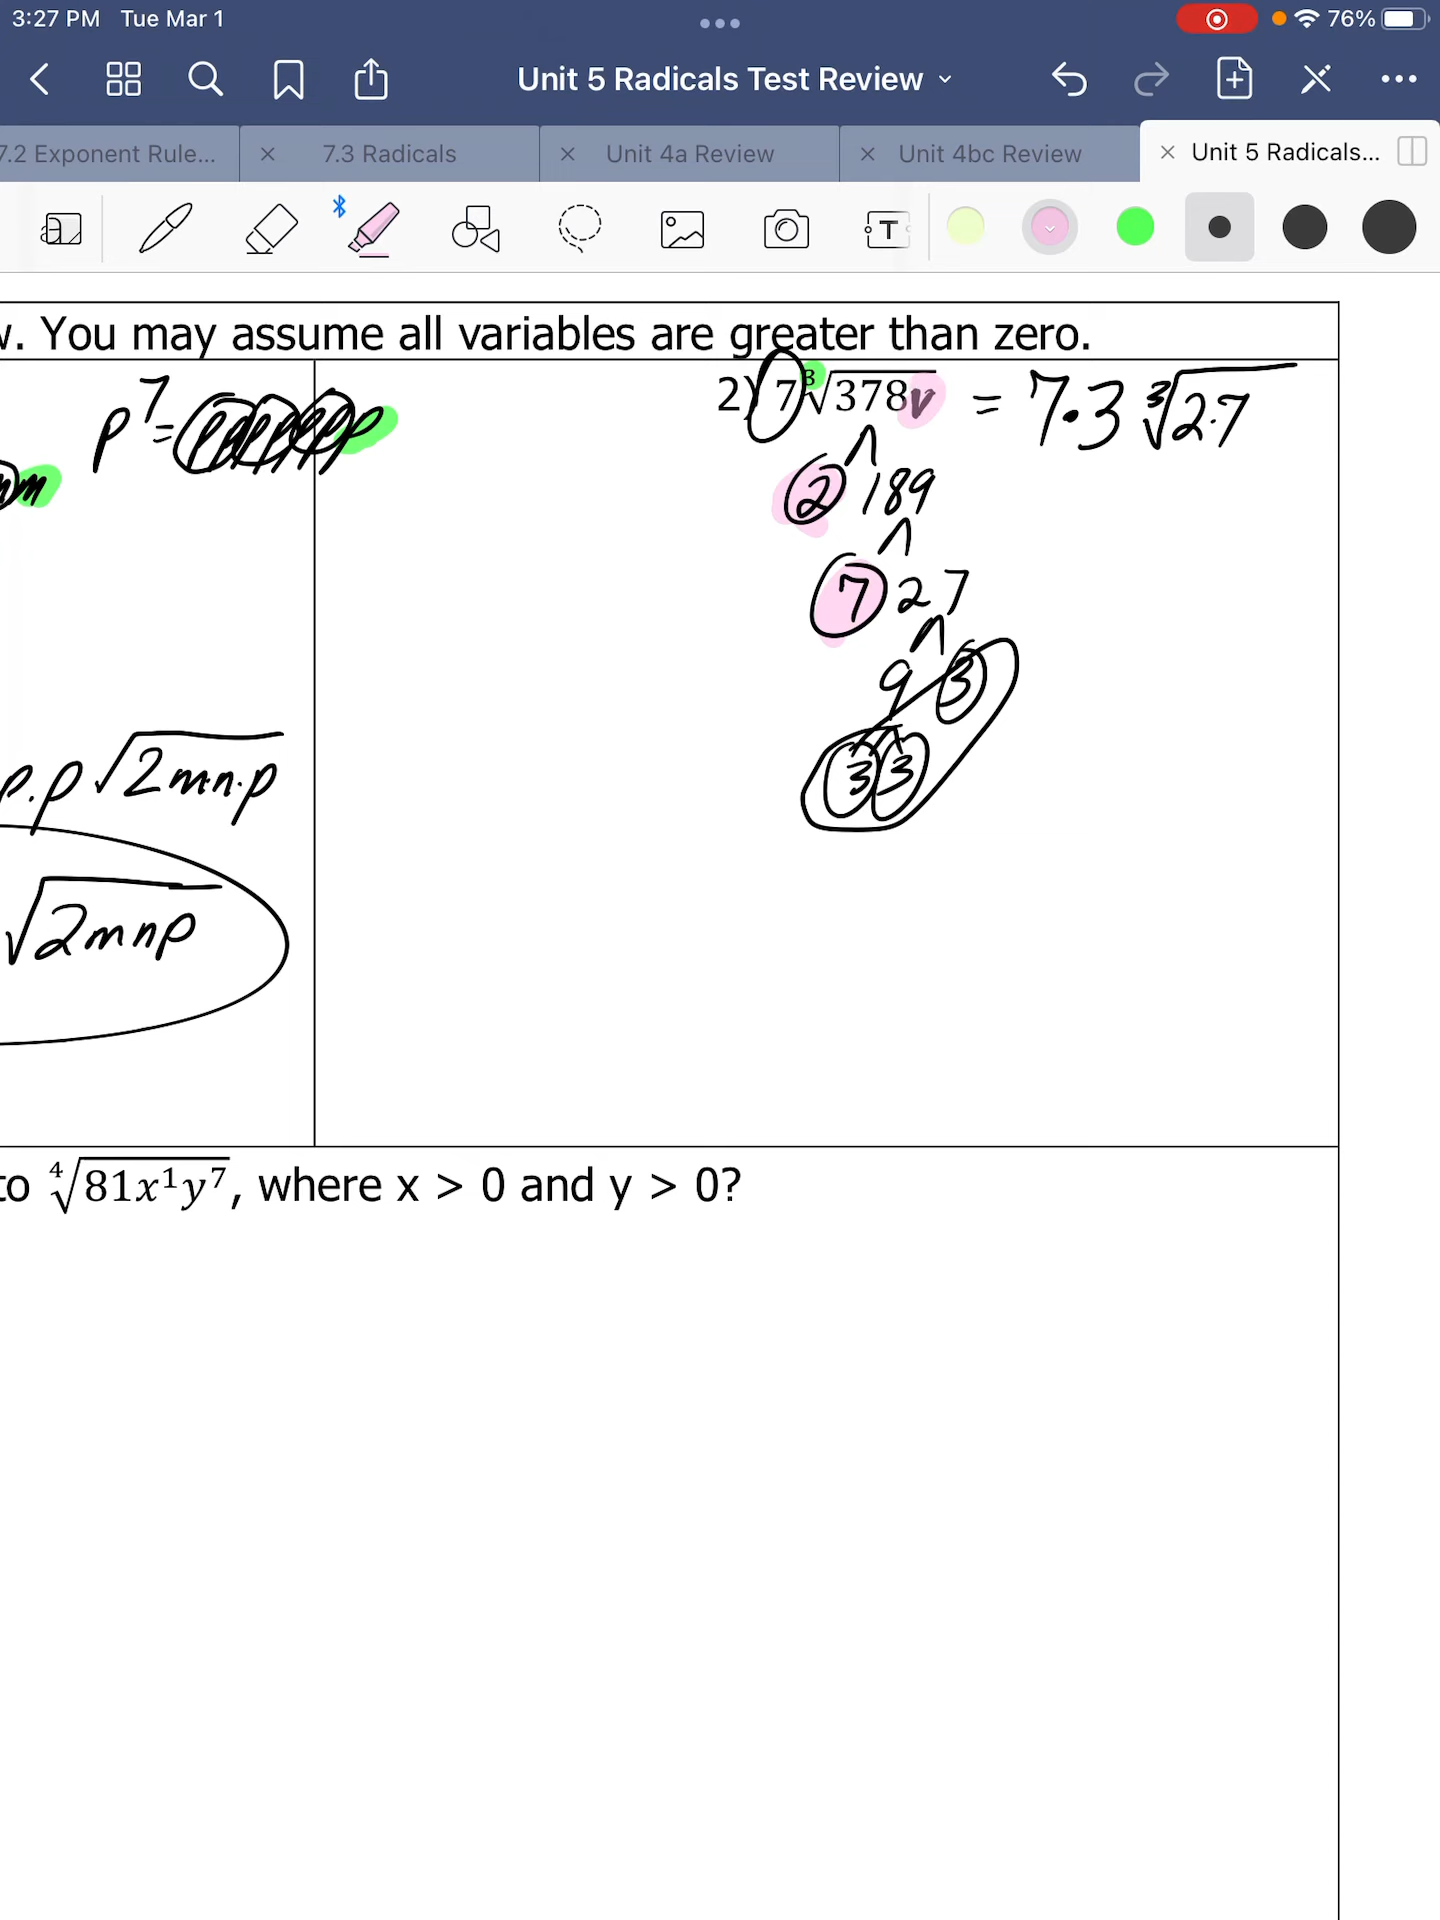 3:27 PM Tue Mar 1
76%
Unit 5 Radicals Test Review
7.2 Exponent Rule...
7.3 Radicals
Unit 4a Review
Unit 4bc Review
Unit 5 Radicals...
T
. You may assume all variables are greater than zero.
p⁷=
2) 7∛378v = 7·3 ∛2·7
m
2 189
7 27
9 3
3 3
p.p √2m·n·p
√2mnp
to ∜81x¹y⁷, where x > 0 and y > 0?